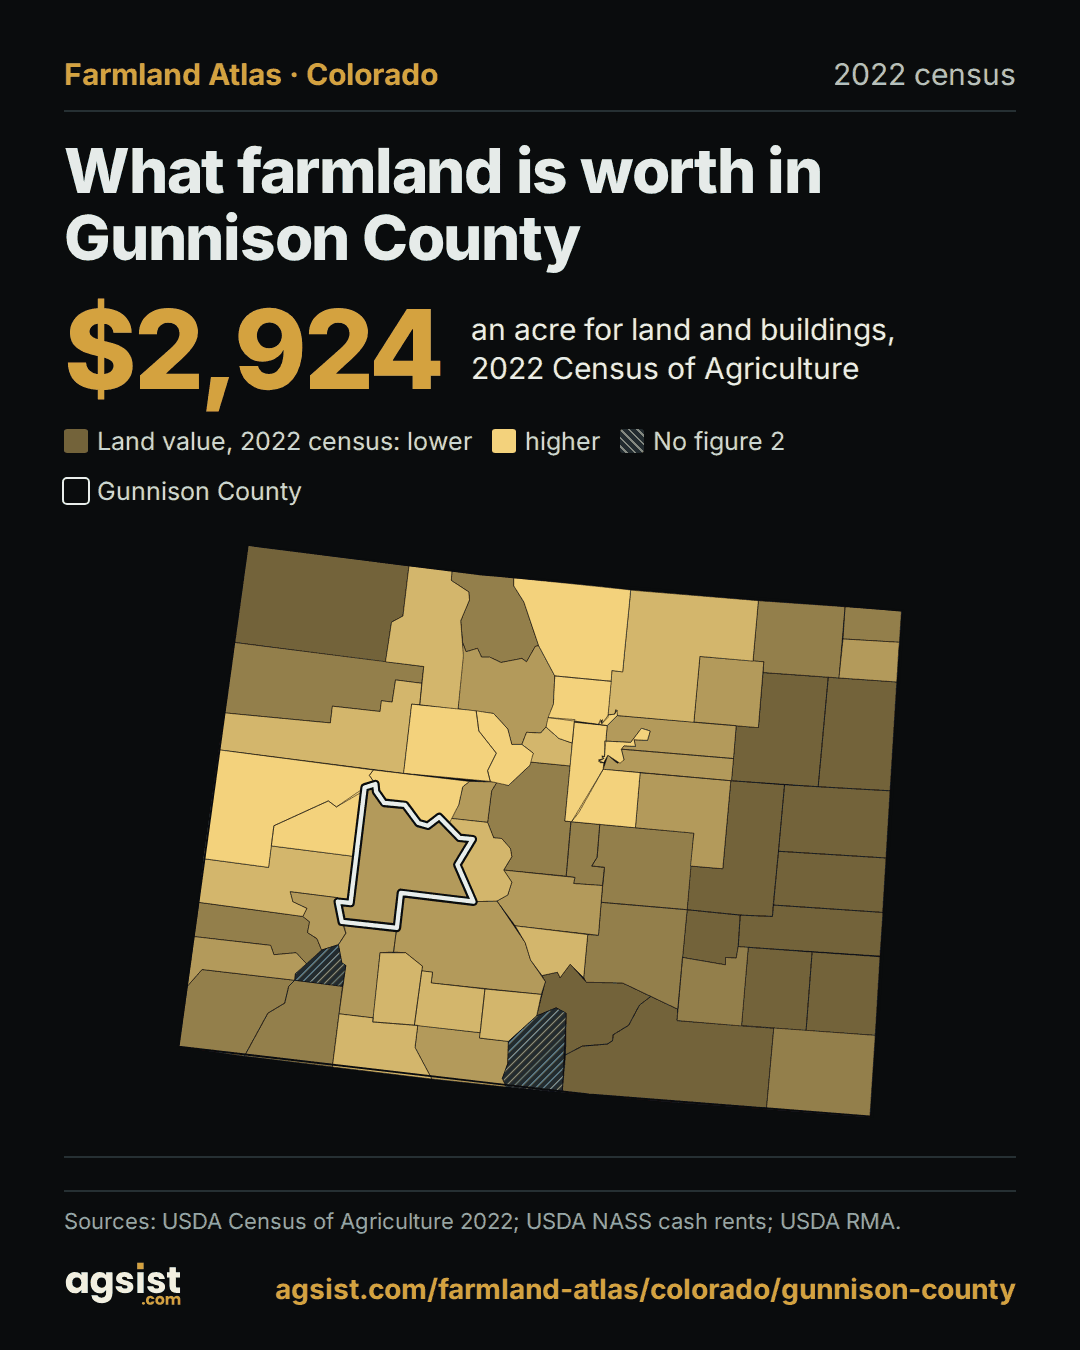 Farmland Atlas · Colorado
2022 census
What farmland is worth in
Gunnison County
$2,924
an acre for land and buildings,
2022 Census of Agriculture
Land value, 2022 census: lower
higher
No figure 2
Gunnison County
Sources: USDA Census of Agriculture 2022; USDA NASS cash rents; USDA RMA.
agsist
.com
agsist.com/farmland-atlas/colorado/gunnison-county